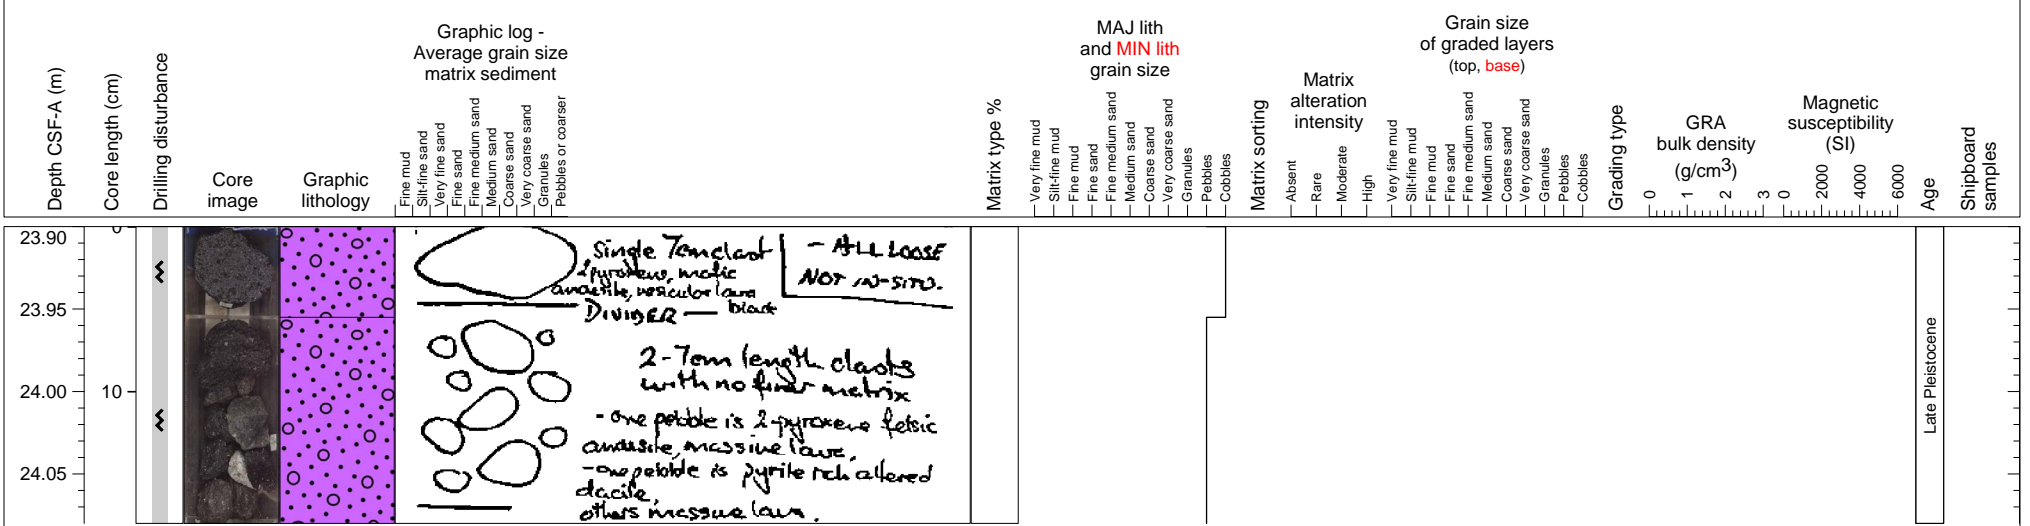 Depth CSF-A (m)
Core length (cm)
Drilling disturbance
Core
image
Graphic
lithology
Graphic log -
Average grain size
matrix sediment
Fine mud
Silt-fine sand
Very fine sand
Fine sand
Fine medium sand
Medium sand
Coarse sand
Very coarse sand
Granules
Pebbles or coarser
Matrix type %
MAJ lith
and MIN lith
grain size
Very fine mud
Silt-fine mud
Fine mud
Fine sand
Fine medium sand
Medium sand
Coarse sand
Very coarse sand
Granules
Pebbles
Cobbles
Matrix sorting
Matrix
alteration
intensity
Absent
Rare
Moderate
High
Grain size
of graded layers
(top, base)
Very fine mud
Silt-fine mud
Fine mud
Fine sand
Fine medium sand
Medium sand
Coarse sand
Very coarse sand
Granules
Pebbles
Cobbles
Grading type
GRA
bulk density
(g/cm3)
0 1 2 3
Magnetic
susceptibility
(SI)
0 2000 4000 6000
Age
Shipboard
samples
23.90
23.95
24.00
24.05
0
10
Single 7cm clast
2 pyroxene, mafic
andesite, vesicular lava
black
- ALL LOOSE
NOT IN-SITU.
DIVIDER —
2-7cm length clasts
with no finer matrix
- one pebble is 2-pyroxene felsic
andesite, massive lava,
- one pebble is pyrite rich altered
dacite,
others massive lava.
Late Pleistocene